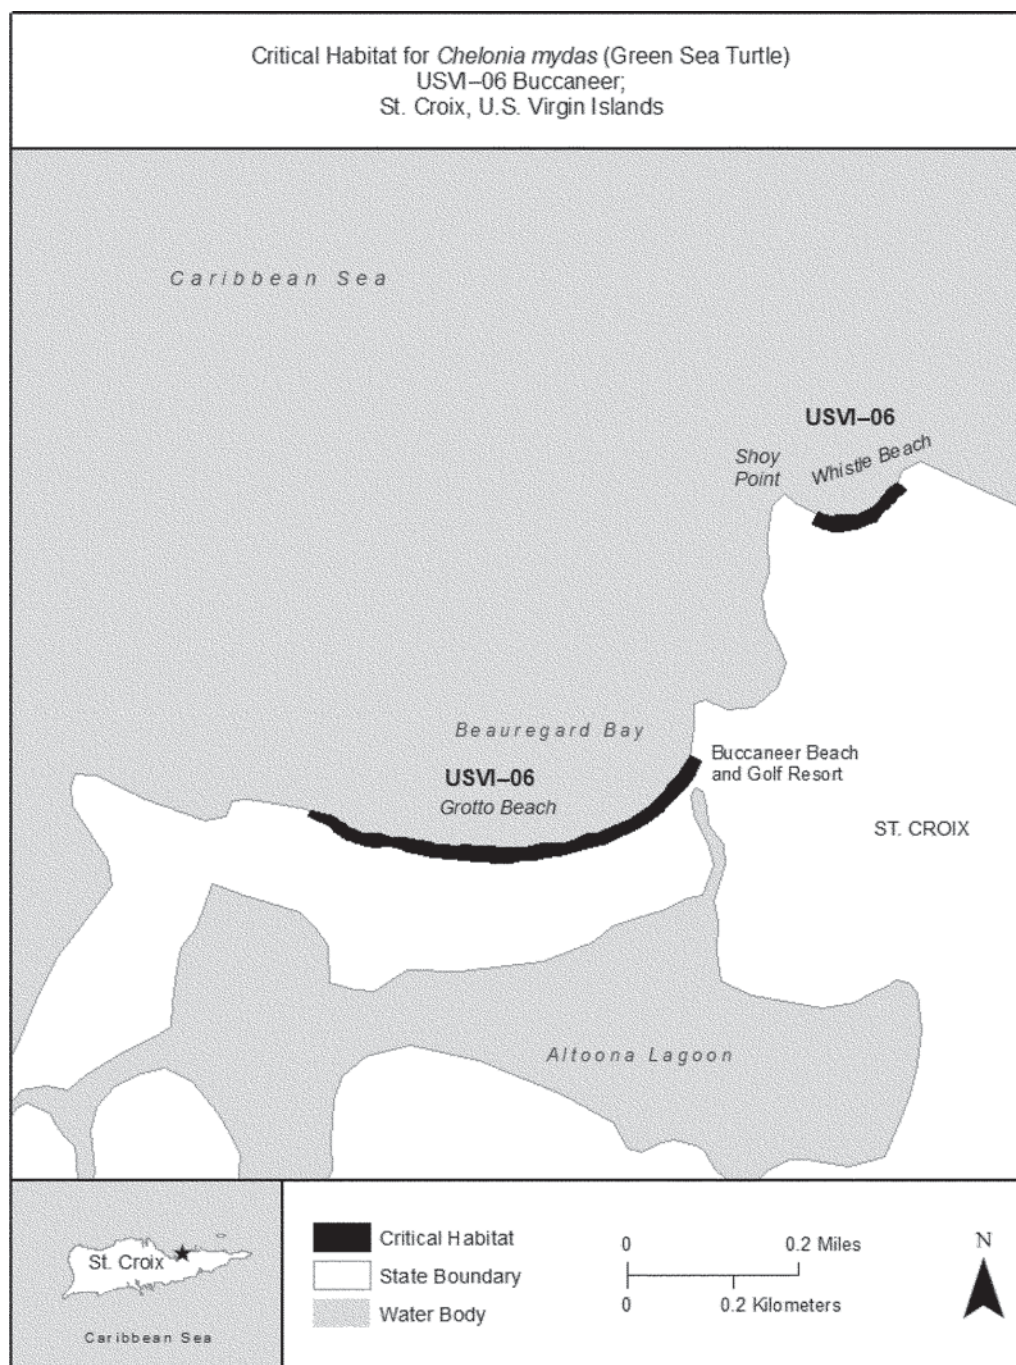 Critical Habitat for Chelonia mydas (Green Sea Turtle)
USVI–06 Buccaneer;
St. Croix, U.S. Virgin Islands
Caribbean Sea
USVI–06
Shoy
Point
Whistle Beach
Beauregard Bay
USVI–06
Grotto Beach
Buccaneer Beach
and Golf Resort
ST. CROIX
Altoona Lagoon
St. Croix
Caribbean Sea
Critical Habitat
State Boundary
Water Body
0 0.2 Miles
0 0.2 Kilometers
N